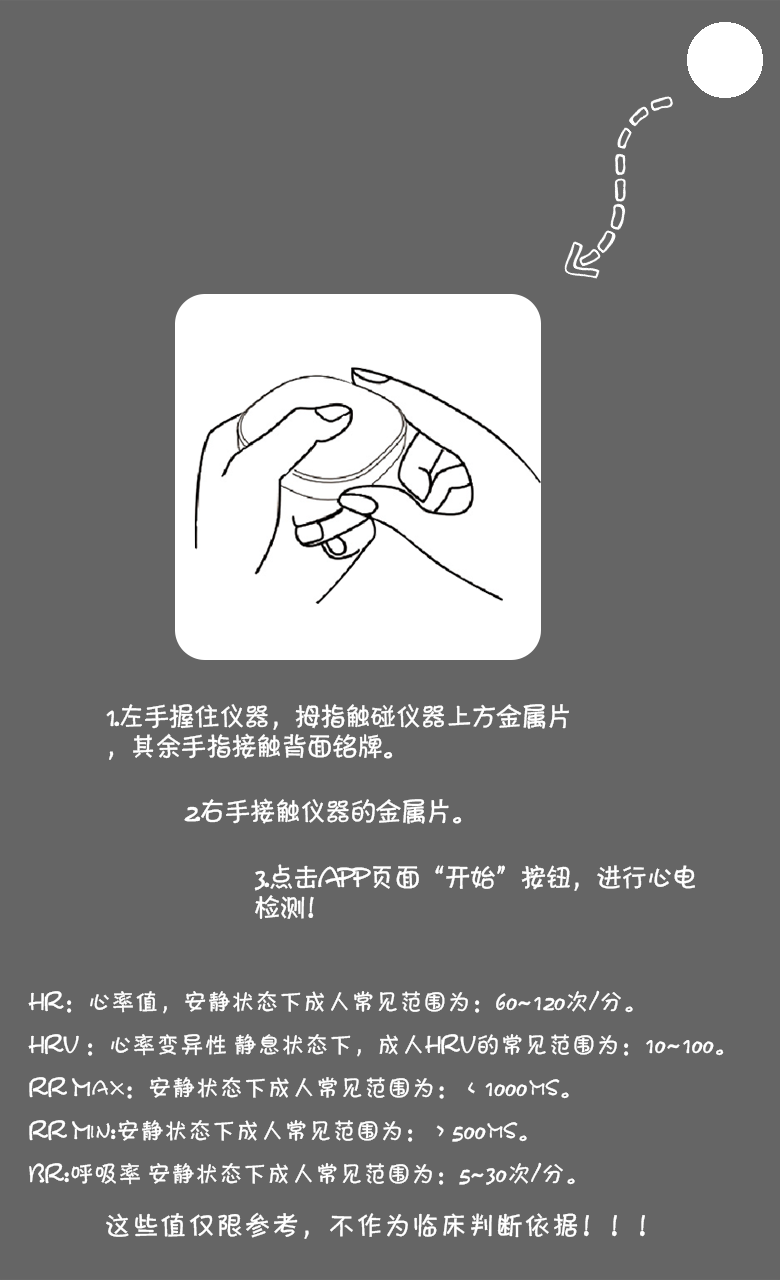 1.左手握住仪器，拇指触碰仪器上方金属片
，其余手指接触背面铭牌。
2右手接触仪器的金属片。
3.点击APP页面“开始”按钮，进行心电
检测！
HR：心率值，安静状态下成人常见范围为：60~120次/分。
HRV：心率变异性 静息状态下，成人HRV的常见范围为：10~100。
RR MAX：安静状态下成人常见范围为：＜1000MS。
RR MIN:安静状态下成人常见范围为：＞500MS。
BR:呼吸率 安静状态下成人常见范围为：5~30次/分。
这些值仅限参考，不作为临床判断依据！！！